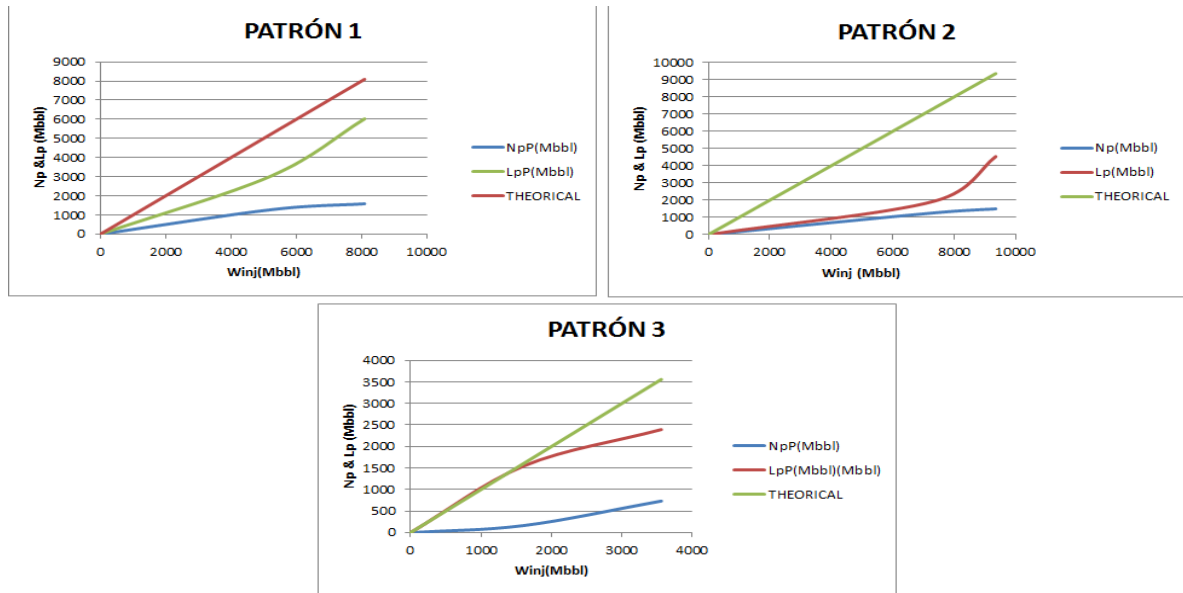 PATRÓN 1
9000
8000
7000
6000
5000
4000
3000
2000
1000
0
Np &Lp (Mbbl)
0 2000 4000 6000 8000 10000
Winj(Mbbl)
NpP(Mbbl)
LpP(Mbbl)
THEORICAL
PATRÓN 2
10000
9000
8000
7000
6000
5000
4000
3000
2000
1000
0
Np & Lp (Mbbl)
0 2000 4000 6000 8000 10000
Winj (Mbbl)
Np(Mbbl)
Lp(Mbbl)
THEORICAL
PATRÓN 3
4000
3500
3000
2500
2000
1500
1000
500
0
Np & Lp (Mbbl)
0 1000 2000 3000 4000
Winj(Mbbl)
NpP(Mbbl)
LpP(Mbbl)(Mbbl)
THEORICAL